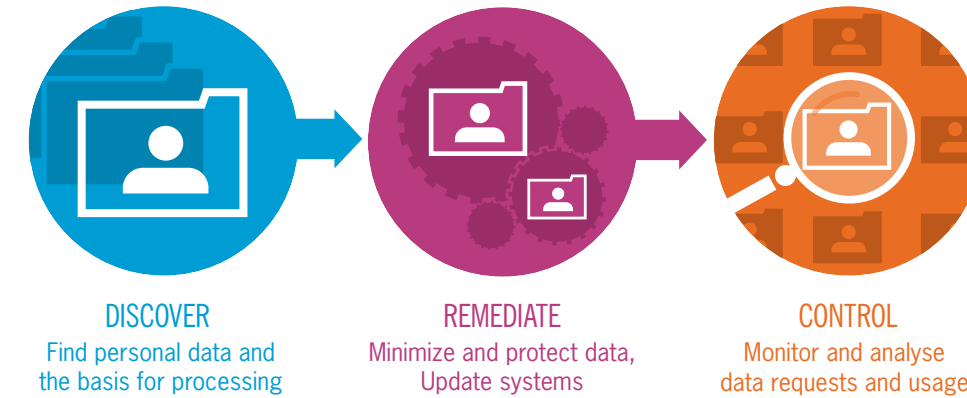 DISCOVER
Find personal data and
the basis for processing
REMEDIATE
Minimize and protect data,
Update systems
CONTROL
Monitor and analyse
data requests and usage